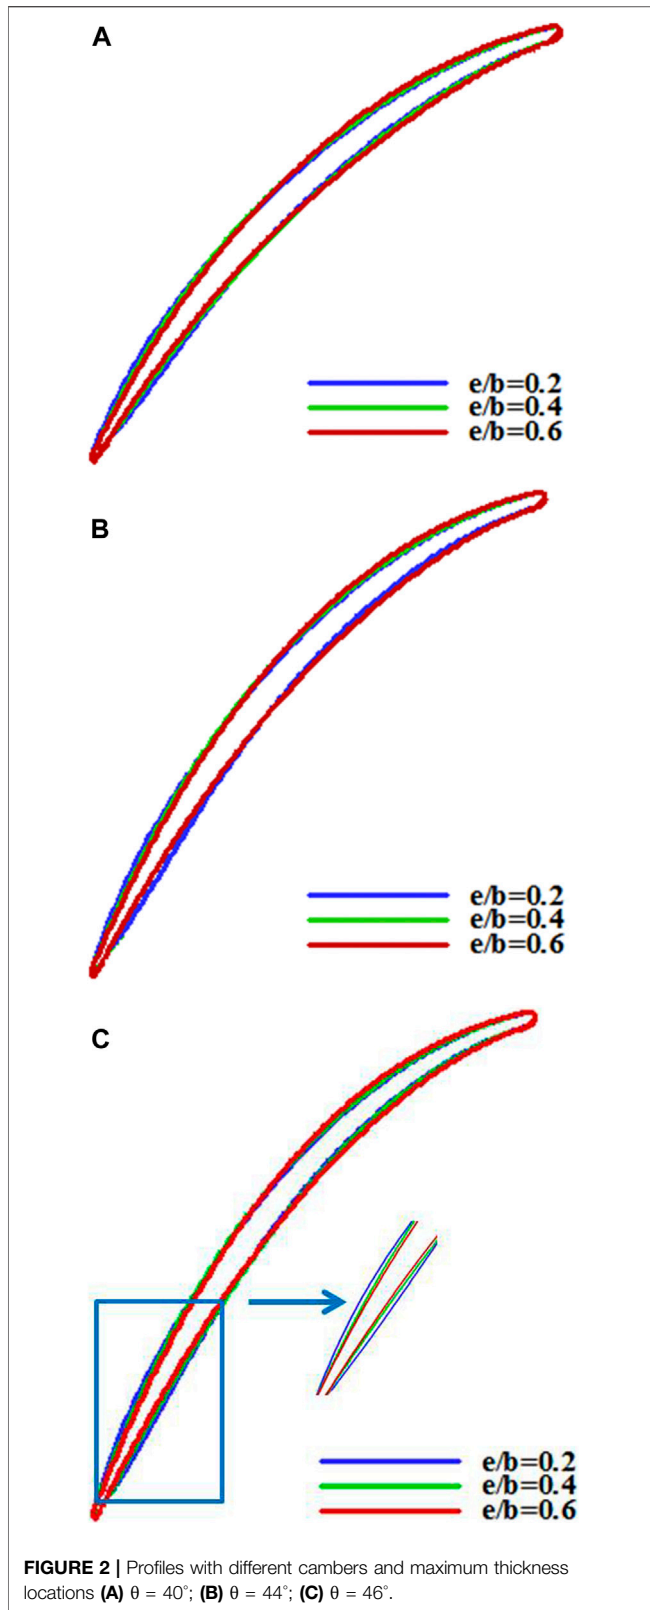 A
e/b=0.2
e/b=0.4
e/b=0.6
B
e/b=0.2
e/b=0.4
e/b=0.6
C
e/b=0.2
e/b=0.4
e/b=0.6
FIGURE 2 | Profiles with different cambers and maximum thickness
locations (A) θ = 40°; (B) θ = 44°; (C) θ = 46°.